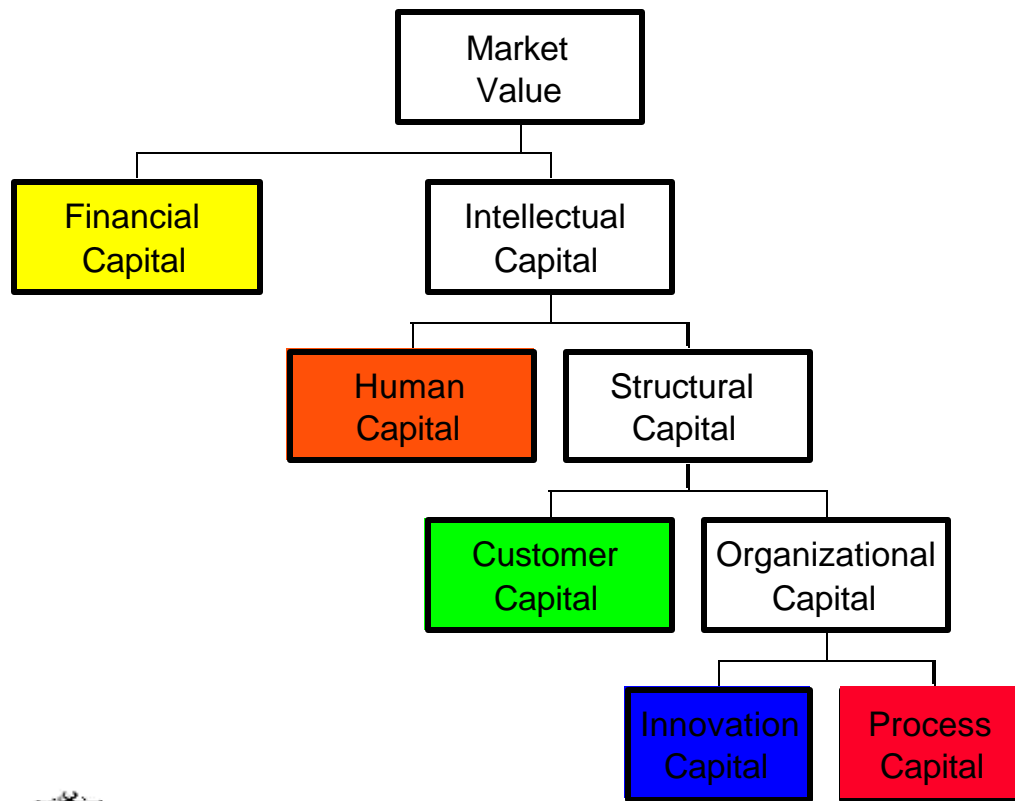 Market
Value
Financial
Capital
Intellectual
Capital
Human
Capital
Structural
Capital
Customer
Capital
Organizational
Capital
Innovation
Capital
Process
Capital